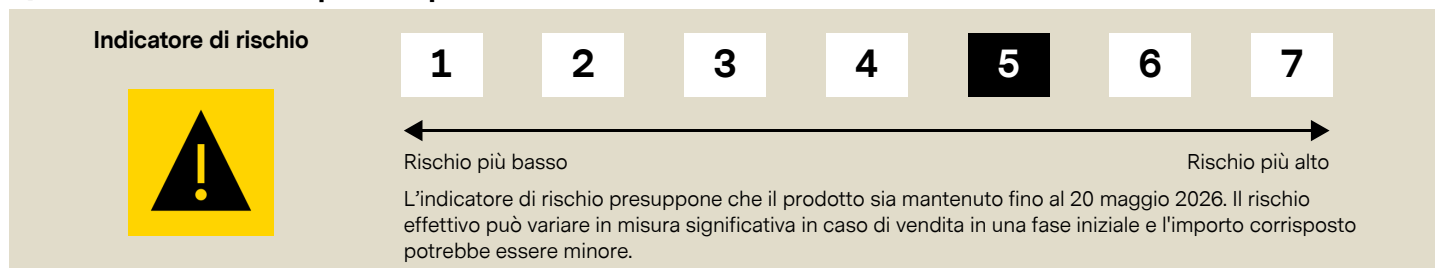 Indicatore di rischio
1 2 3 4 5 6 7
!
Rischio più basso Rischio più alto
L'indicatore di rischio presuppone che il prodotto sia mantenuto fino al 20 maggio 2026. Il rischio
effettivo può variare in misura significativa in caso di vendita in una fase iniziale e l'importo corrisposto
potrebbe essere minore.